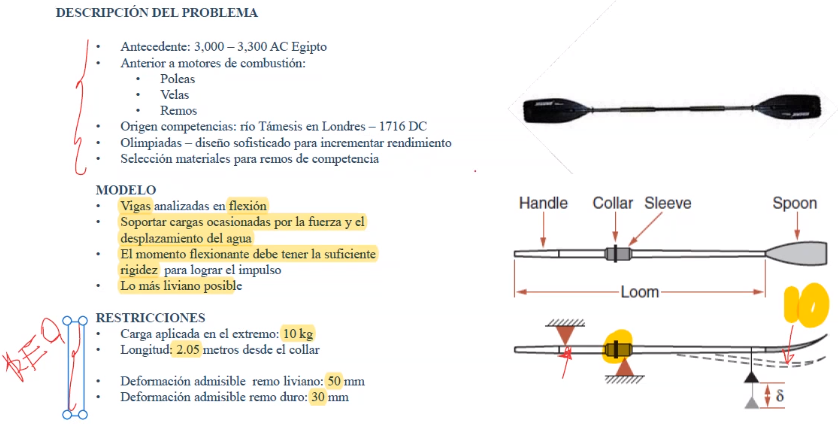 DESCRIPCIÓN DEL PROBLEMA
• Antecedente: 3,000 – 3,300 AC Egipto
• Anterior a motores de combustión:
• Poleas
• Velas
• Remos
• Origen competencias: río Támesis en Londres – 1716 DC
• Olimpiadas – diseño sofisticado para incrementar rendimiento
• Selección materiales para remos de competencia
MODELO
• Vigas analizadas en flexión
• Soportar cargas ocasionadas por la fuerza y el
desplazamiento del agua
• El momento flexionante debe tener la suficiente
rigidez para lograr el impulso
• Lo más liviano posible
RESTRICCIONES
• Carga aplicada en el extremo: 10 kg
• Longitud: 2.05 metros desde el collar
• Deformación admisible remo liviano: 50 mm
• Deformación admisible remo duro: 30 mm
REQ
Handle Collar Sleeve Spoon
Loom
10
δ